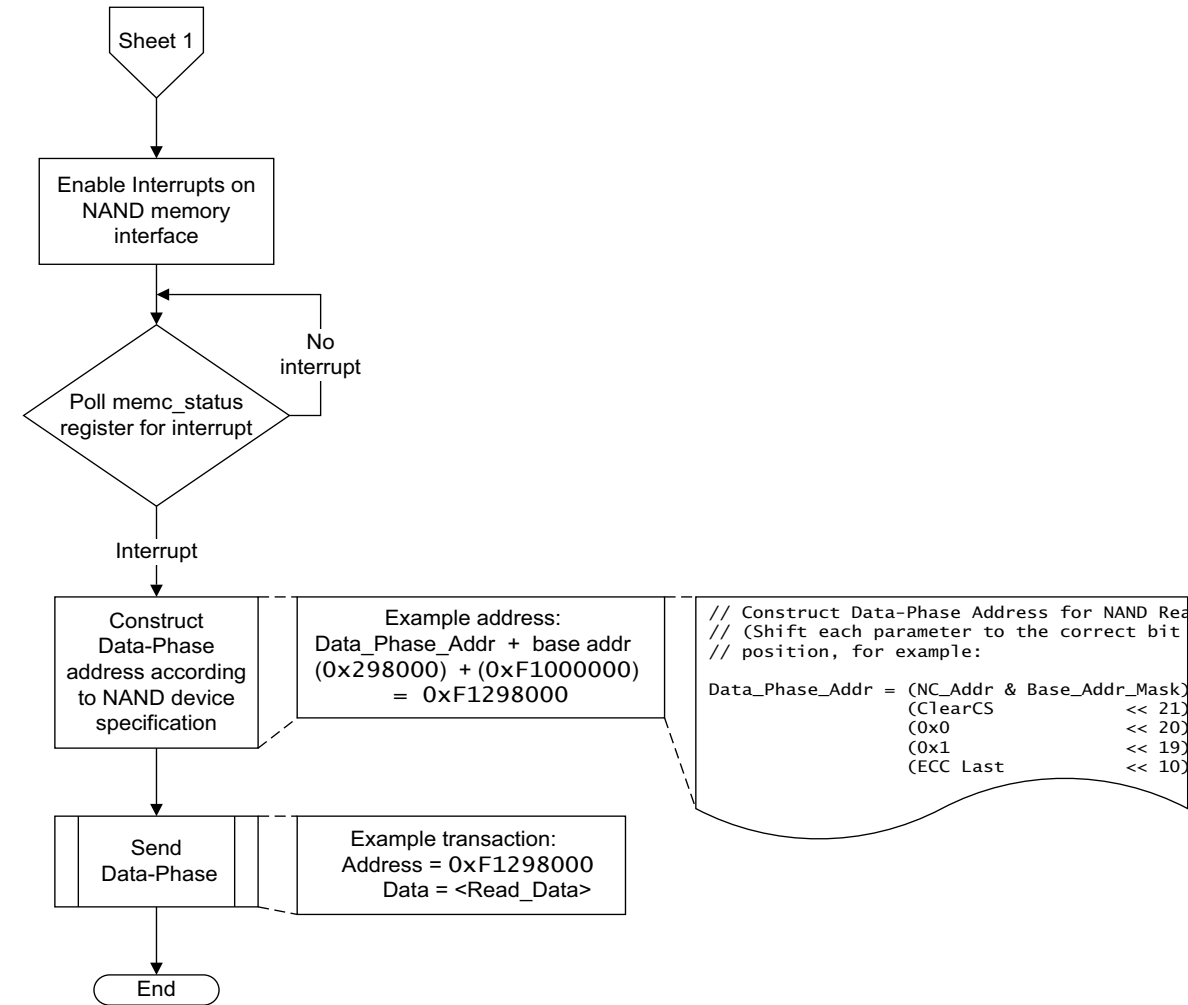 Sheet 1
Enable Interrupts on
NAND memory
interface
No
interrupt
Poll memc_status
register for interrupt
Interrupt
Construct
Data-Phase
address according
to NAND device
specification
Example address:
Data_Phase_Addr + base addr
(0x298000) + (0xF1000000)
= 0xF1298000
// Construct Data-Phase Address for NAND
// (Shift each parameter to the correct bit
// position, for example:
Data_Phase_Addr = (NC_Addr & Base_Addr_Mask)
(ClearCS << 21)
(0x0 << 20)
(0x1 << 19)
(ECC Last << 10)
Send
Data-Phase
Example transaction:
Address = 0xF1298000
Data = <Read_Data>
End